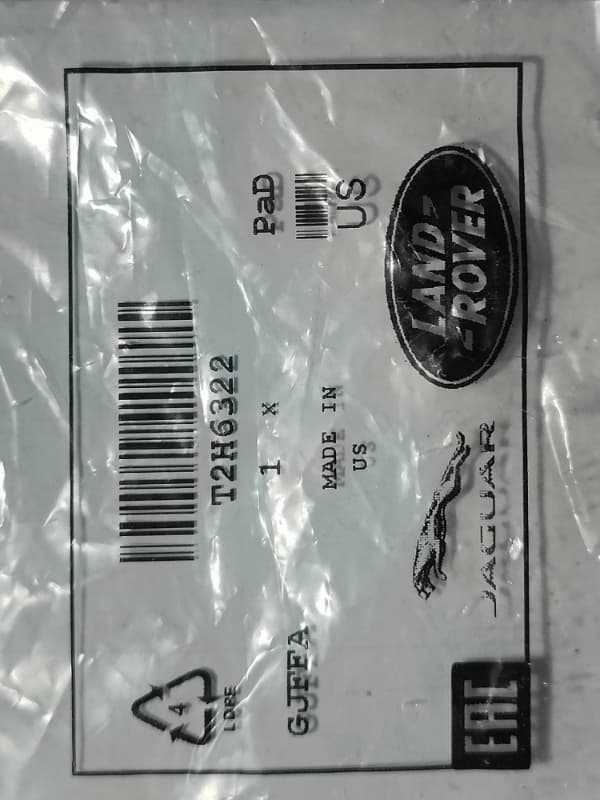 T2H6322
1 x
PaD
US
GJFFA
MADE IN
US
4
LDPE
JAGUAR
LAND-
-ROVER
EAC